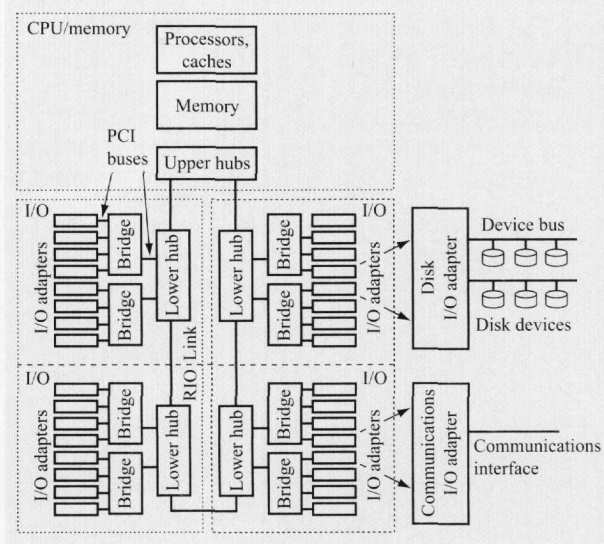 CPU/memory
Processors,
caches
Memory
PCI
buses
Upper hubs
I/O
I/O adapters
Bridge
Bridge
Lower hub
RIO Link
Lower hub
Bridge
Bridge
I/O adapters
I/O
Disk
I/O adapter
Device bus
Disk devices
I/O
I/O adapters
Bridge
Bridge
Lower hub
Lower hub
Bridge
Bridge
I/O adapters
I/O
Communications
I/O adapter
Communications
interface